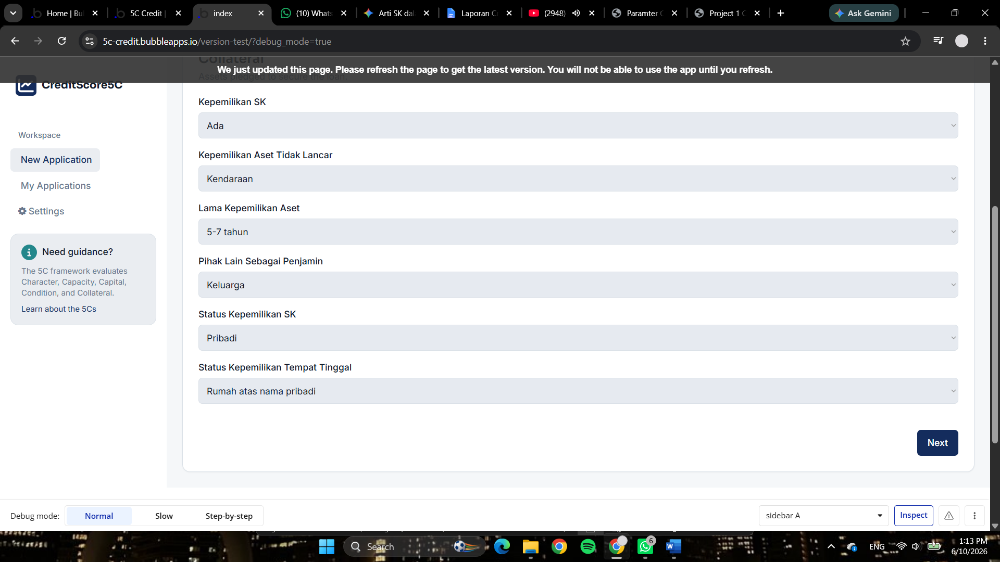 Home | Bu
5C Credit |
index
(10) Whats
Arti SK dal
Laporan C
(2948)
Paramter
Project 1
Ask Gemini
5c-credit.bubbleapps.io/version-test/?debug_mode=true
Collateral
We just updated this page. Please refresh the page to get the latest version. You will not be able to use the app until you refresh.
Assets pledged to secure the loan.
CreditScore5C
Workspace
New Application
My Applications
Settings
Need guidance?
The 5C framework evaluates
Character, Capacity, Capital,
Condition, and Collateral.
Learn about the 5Cs
Kepemilikan SK
Ada
Kepemilikan Aset Tidak Lancar
Kendaraan
Lama Kepemilikan Aset
5-7 tahun
Pihak Lain Sebagai Penjamin
Keluarga
Status Kepemilikan SK
Pribadi
Status Kepemilikan Tempat Tinggal
Rumah atas nama pribadi
Next
Debug mode:
Normal
Slow
Step-by-step
sidebar A
Inspect
Search
6
ENG
1:13 PM
6/10/2026